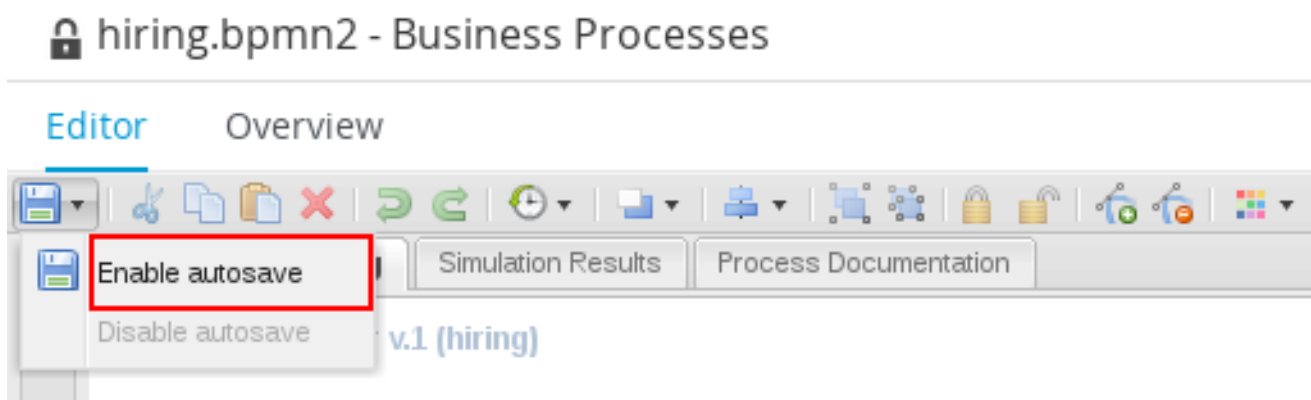 hiring.bpmn2 - Business Processes
Editor Overview
Enable autosave Simulation Results Process Documentation
Disable autosave v.1 (hiring)